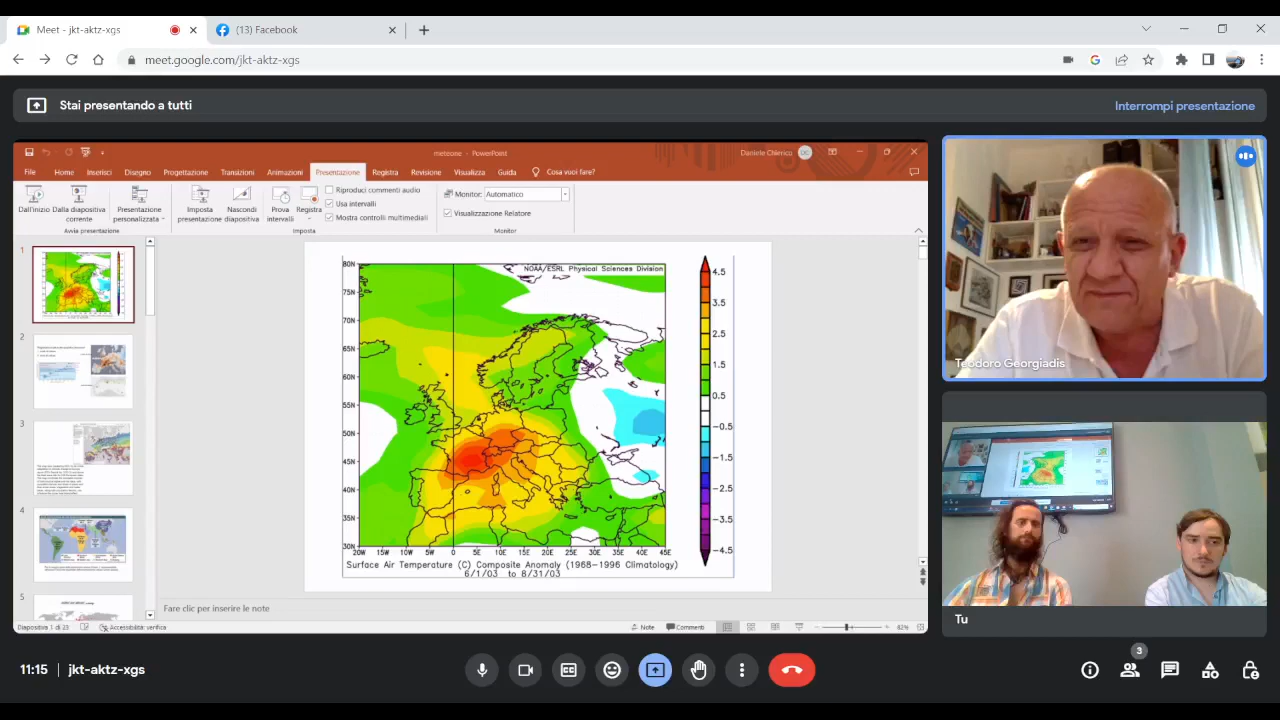 Meet - jkt-aktz-xgs
(13) Facebook
meet.google.com/jkt-aktz-xgs
Stai presentando a tutti
Interrompi presentazione
metzione - PowerPoint
Daniele Chierico
DC
File Home Inserisci Disegno Progettazione Transizioni Animazioni Presentazione Registra Revisione Visualizza Guida Cosa vuoi fare?
Dall'inizio
Dalla diapositiva corrente
Presentazione personalizzata
Imposta presentazione
Nascondi diapositiva
Prova intervalli
Registra
Riproduci commenti audio
Usa intervalli
Mostra controlli multimediali
Monitor: Automatico
Visualizzazione Relatore
Avvia presentazione
Imposta
Monitor
1
2
3
4
5
NOAA/ESRL Physical Sciences Division
80N
75N
70N
65N
60N
55N
50N
45N
40N
35N
30N
20W 15W 10W 5W 0 5E 10E 15E 20E 25E 30E 35E 40E 45E
4.5
3.5
2.5
1.5
0.5
-0.5
-1.5
-2.5
-3.5
-4.5
Surface Air Temperature (C) Composite Anomaly (1968-1996 Climatology)
6/1/03 to 8/31/03
Fare clic per inserire le note
Diapositiva 1 di 23
Accessibilità: verifica
Note
Commenti
82%
Teodoro Georgiadis
Tu
11:15 | jkt-aktz-xgs
3